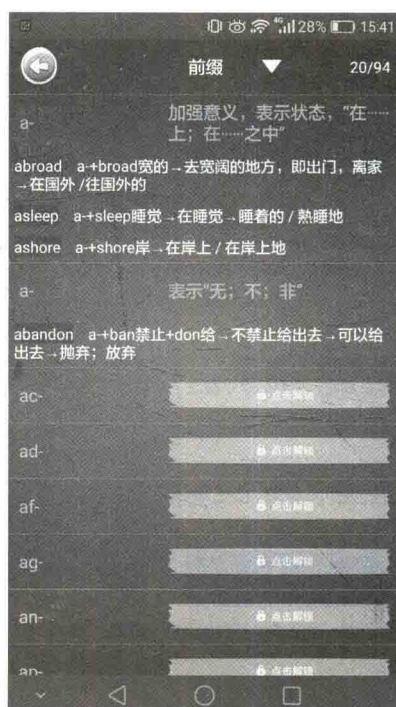 4G 28% 15:41
前缀 20/94
a- 加强意义，表示状态，“在……
上；在……之中”
abroad a-+broad宽的→去宽阔的地方，即出门，离家
→在国外 /往国外的
asleep a-+sleep睡觉→在睡觉→睡着的 / 熟睡地
ashore a-+shore岸→在岸上 / 在岸上地
a- 表示“无；不；非”
abandon a-+ban禁止+don给→不禁止给出去→可以给
出去→抛弃；放弃
ac- 点击解锁
ad- 点击解锁
af- 点击解锁
ag- 点击解锁
an- 点击解锁
ap- 点击解锁